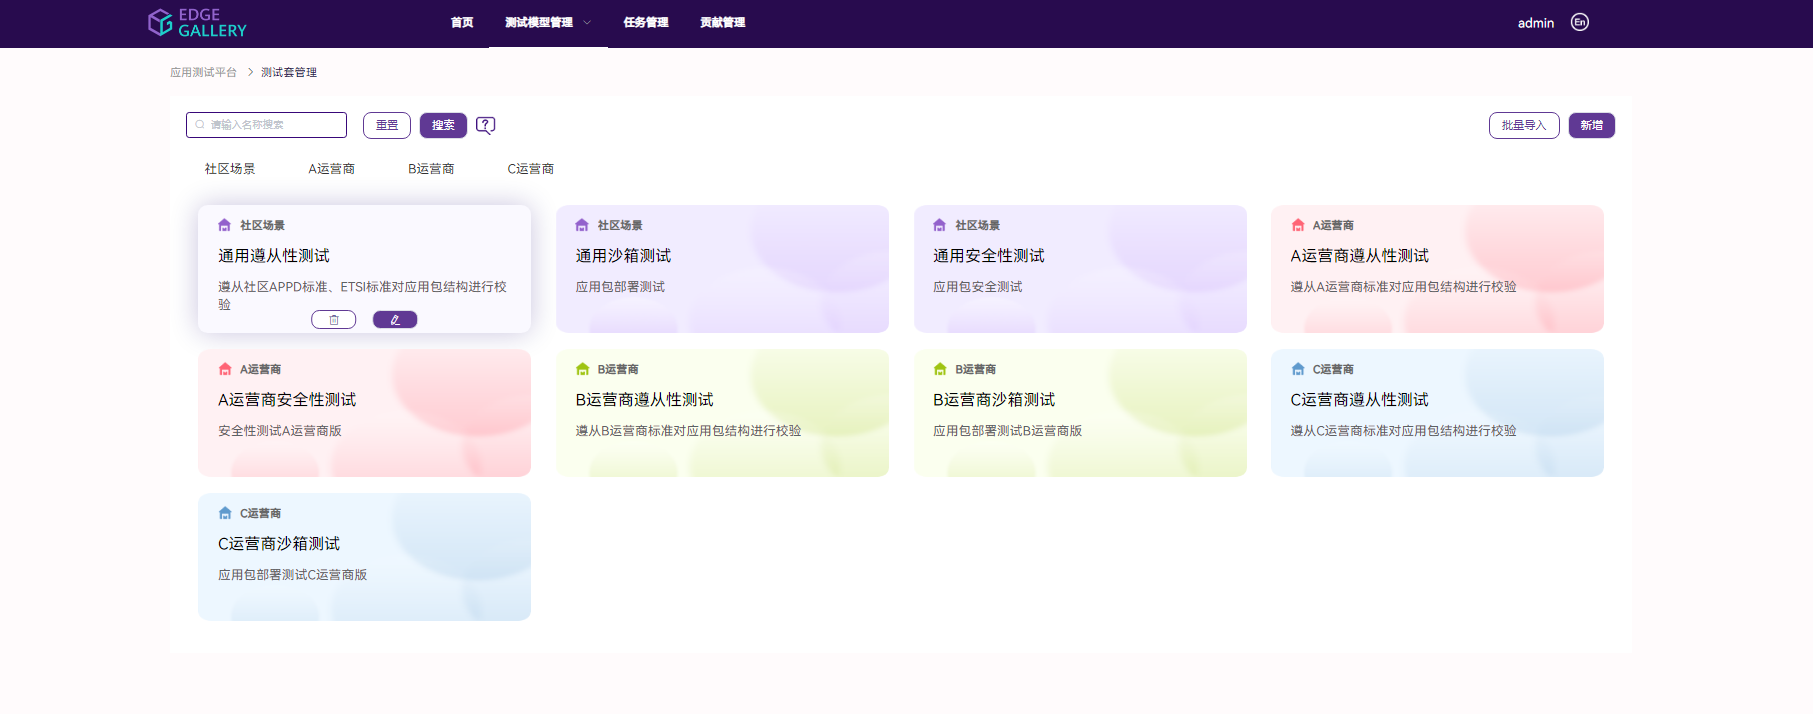 EDGE
GALLERY
首页
测试模型管理
任务管理
贡献管理
admin
En
应用测试平台 > 测试套管理
请输入名称搜索
重置
搜索
?
批量导入
新增
社区场景
A运营商
B运营商
C运营商
社区场景
通用遵从性测试
遵从社区APPD标准、ETSI标准对应用包结构进行校
验
社区场景
通用沙箱测试
应用包部署测试
社区场景
通用安全性测试
应用包安全测试
A运营商
A运营商遵从性测试
遵从A运营商标准对应用包结构进行校验
A运营商
A运营商安全性测试
安全性测试A运营商版
B运营商
B运营商遵从性测试
遵从B运营商标准对应用包结构进行校验
B运营商
B运营商沙箱测试
应用包部署测试B运营商版
C运营商
C运营商遵从性测试
遵从C运营商标准对应用包结构进行校验
C运营商
C运营商沙箱测试
应用包部署测试C运营商版